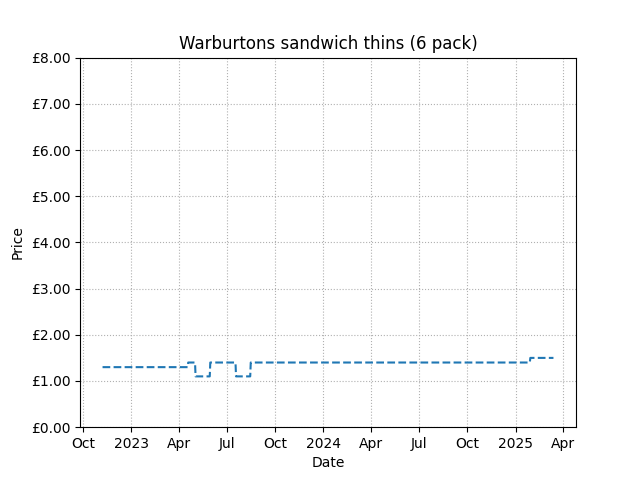 Warburtons sandwich thins (6 pack)
£8.00
£7.00
£6.00
£5.00
£4.00
£3.00
£2.00
£1.00
£0.00
Price
Oct 2023 Apr Jul Oct 2024 Apr Jul Oct 2025 Apr
Date